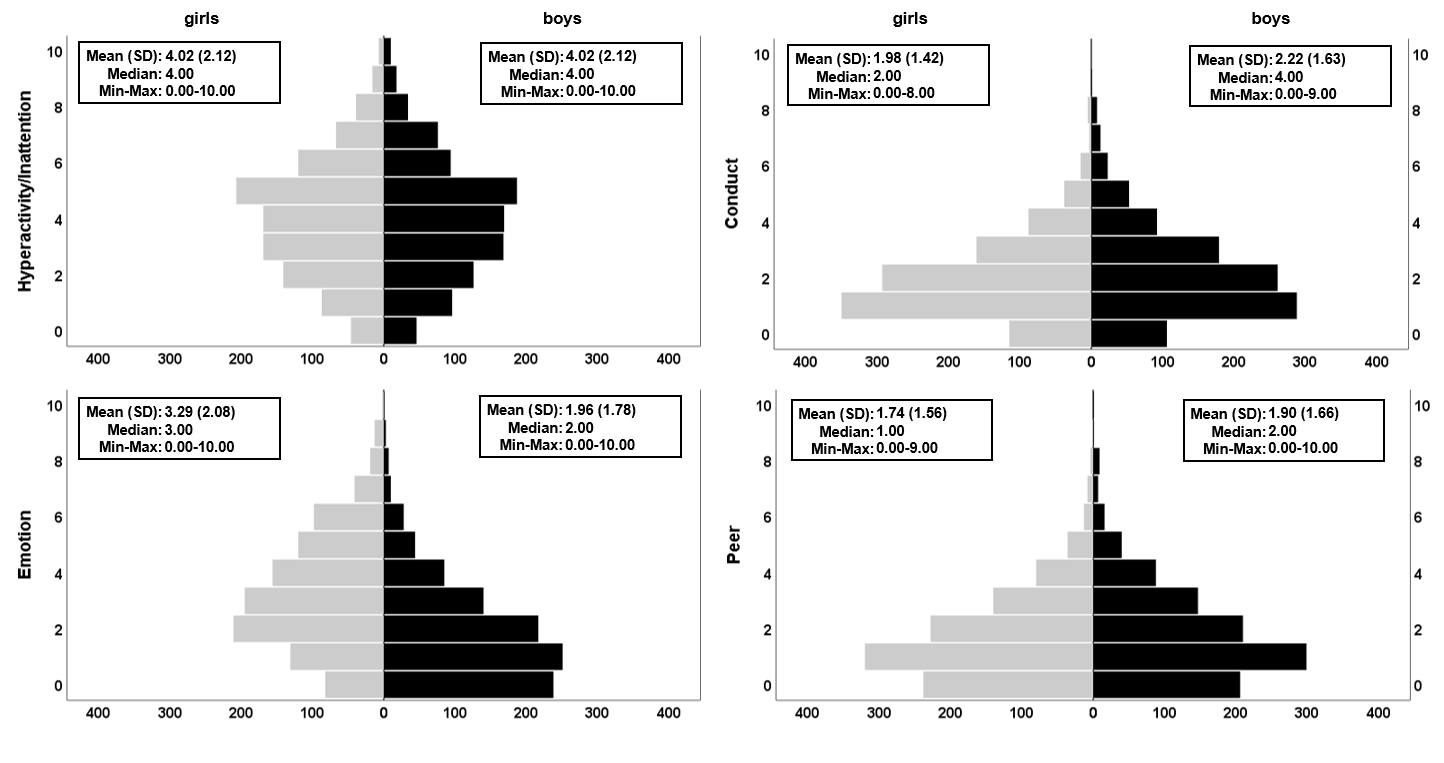 girls
boys
Hyperactivity/Inattention
Mean (SD): 4.02 (2.12)
Median: 4.00
Min-Max: 0.00-10.00
Mean (SD): 4.02 (2.12)
Median: 4.00
Min-Max: 0.00-10.00
10
8
6
4
2
0
400 300 200 100 0 100 200 300 400
girls
boys
Conduct
Mean (SD): 1.98 (1.42)
Median: 2.00
Min-Max: 0.00-8.00
Mean (SD): 2.22 (1.63)
Median: 4.00
Min-Max: 0.00-9.00
10 10
8 8
6 6
4 4
2 2
0 0
400 300 200 100 0 100 200 300 400
Emotion
Mean (SD): 3.29 (2.08)
Median: 3.00
Min-Max: 0.00-10.00
Mean (SD): 1.96 (1.78)
Median: 2.00
Min-Max: 0.00-10.00
10
8
6
4
2
0
400 300 200 100 0 100 200 300 400
Peer
Mean (SD): 1.74 (1.56)
Median: 1.00
Min-Max: 0.00-9.00
Mean (SD): 1.90 (1.66)
Median: 2.00
Min-Max: 0.00-10.00
10 10
8 8
6 6
4 4
2 2
0 0
400 300 200 100 0 100 200 300 400